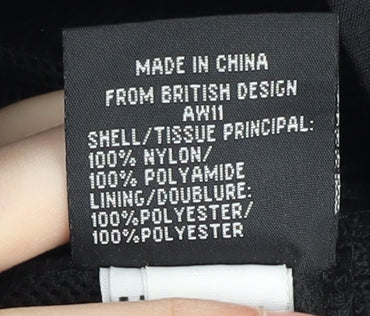 MADE IN CHINA
FROM BRITISH DESIGN
AW11
SHELL/TISSUE PRINCIPAL:
100% NYLON/
100% POLYAMIDE
LINING/DOUBLURE:
100%POLYESTER/
100%POLYESTER